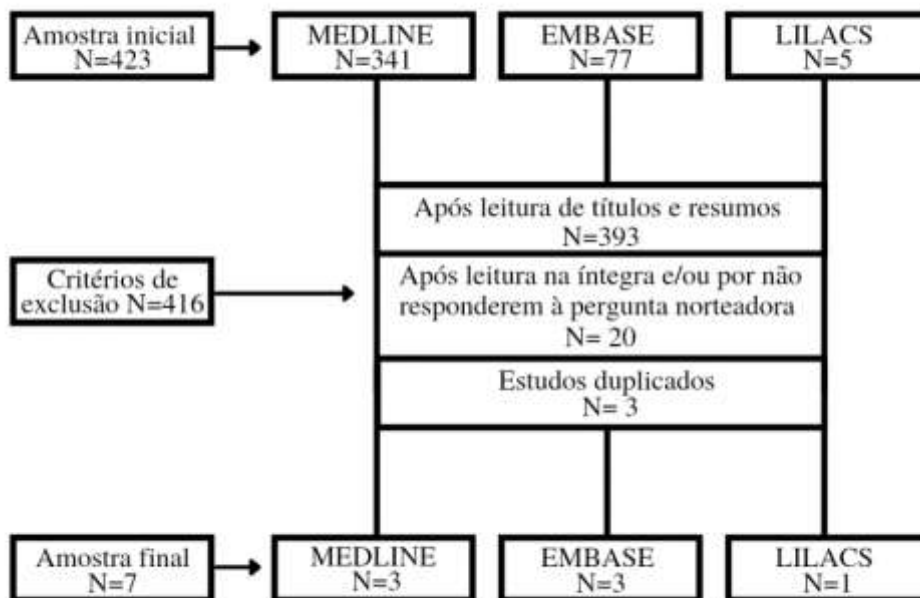 Amostra inicial
N=423
MEDLINE
N=341
EMBASE
N=77
LILACS
N=5
Após leitura de títulos e resumos
N=393
Critérios de
exclusão N=416
Após leitura na íntegra e/ou por não
responderem à pergunta norteadora
N= 20
Estudos duplicados
N= 3
Amostra final
N=7
MEDLINE
N=3
EMBASE
N=3
LILACS
N=1